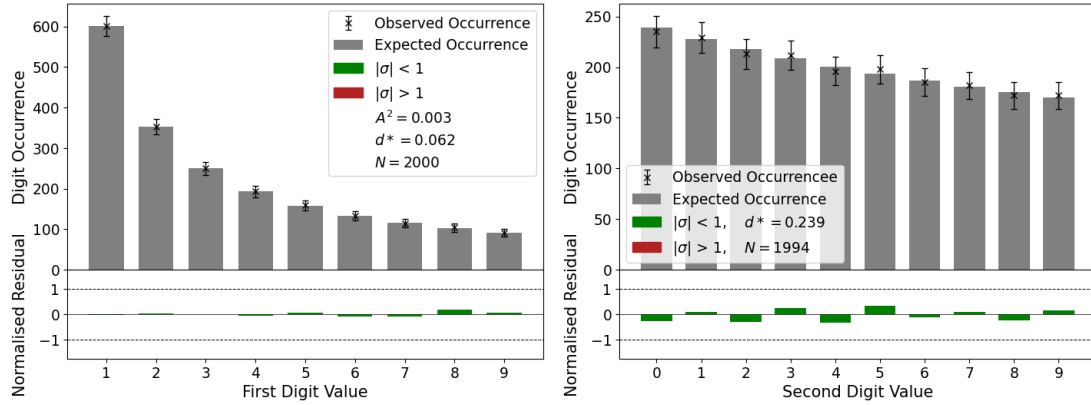 600
500
400
300
200
100
0
Digit Occurrence
Observed Occurrence
Expected Occurrence
|σ| < 1
|σ| > 1
A² = 0.003
d* = 0.062
N = 2000
1
0
−1
Normalised Residual
1 2 3 4 5 6 7 8 9
First Digit Value
250
200
150
100
50
0
Digit Occurrence
Observed Occurrencee
Expected Occurrence
|σ| < 1, d* = 0.239
|σ| > 1, N = 1994
1
0
−1
Normalised Residual
0 1 2 3 4 5 6 7 8 9
Second Digit Value